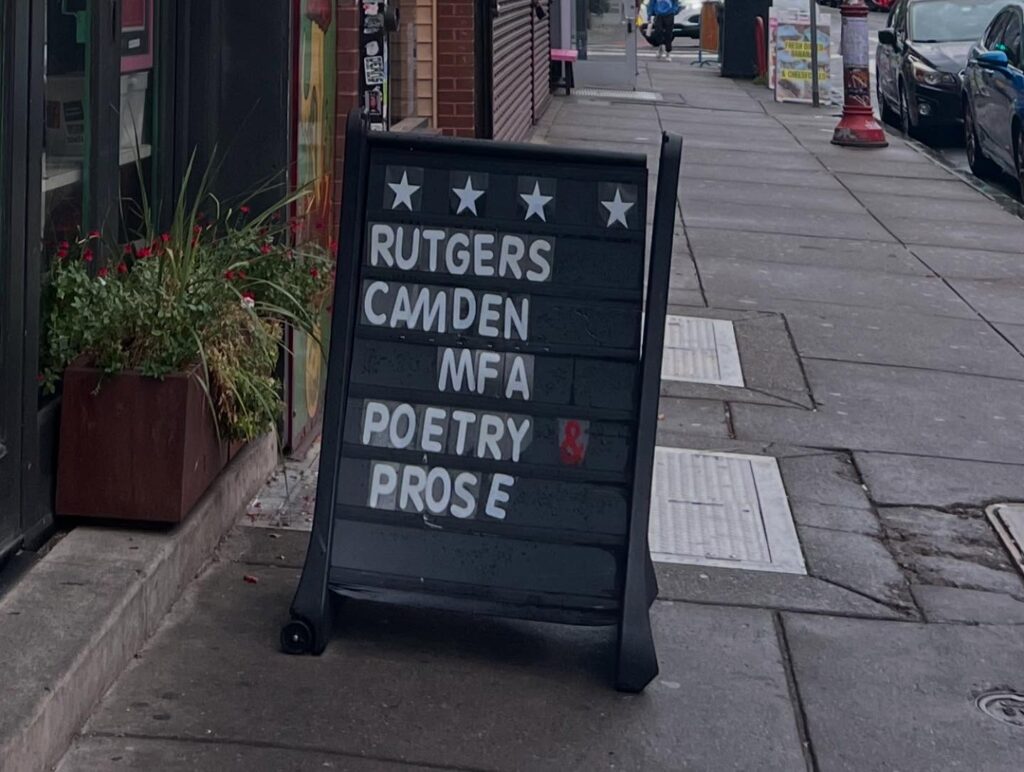 RUTGERS
CAMDEN
MFA
POETRY &
PROSE